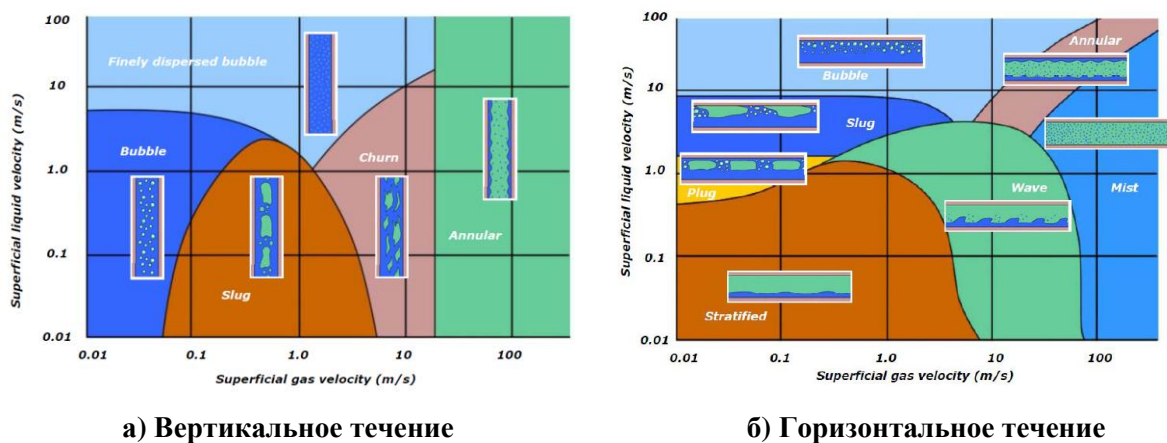 100
10
1.0
0.1
0.01
Superficial liquid velocity (m/s)
Finely dispersed bubble
Bubble
Churn
Slug
Annular
0.01 0.1 1.0 10 100
Superficial gas velocity (m/s)
а) Вертикальное течение
100
10
1.0
0.1
0.01
Superficial liquid velocity (m/s)
Annular
Bubble
Slug
Plug
Wave
Mist
Stratified
0.01 0.1 1.0 10 100
Superficial gas velocity (m/s)
б) Горизонтальное течение